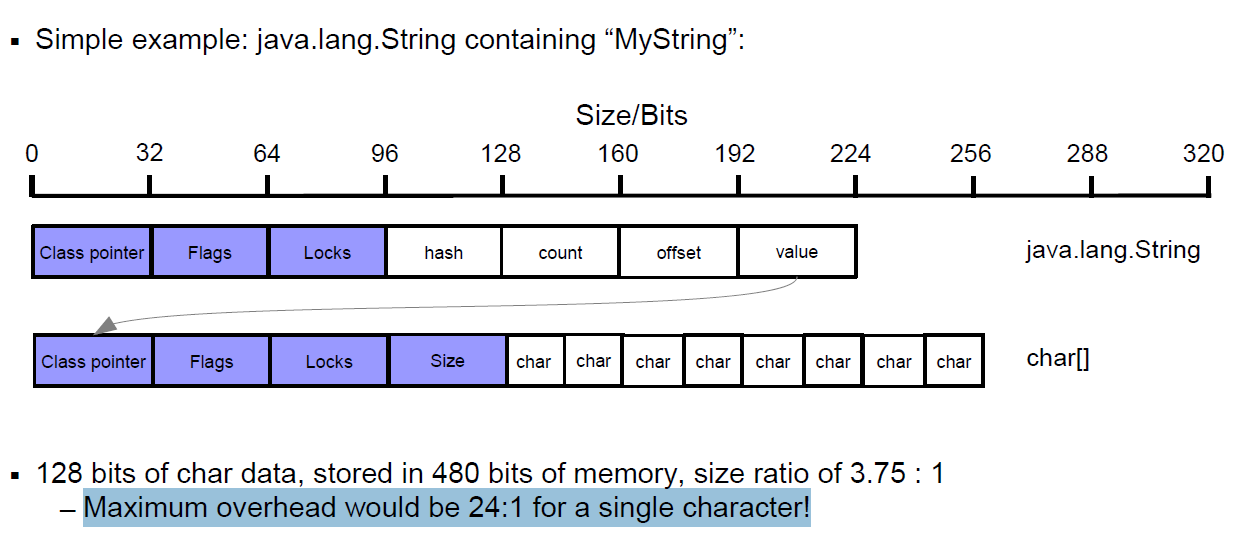 ▪ Simple example: java.lang.String containing “MyString”:
Size/Bits
0 32 64 96 128 160 192 224 256 288 320
Class pointer Flags Locks hash count offset value java.lang.String
Class pointer Flags Locks Size char char char char char char char char char[]
▪ 128 bits of char data, stored in 480 bits of memory, size ratio of 3.75 : 1
– Maximum overhead would be 24:1 for a single character!